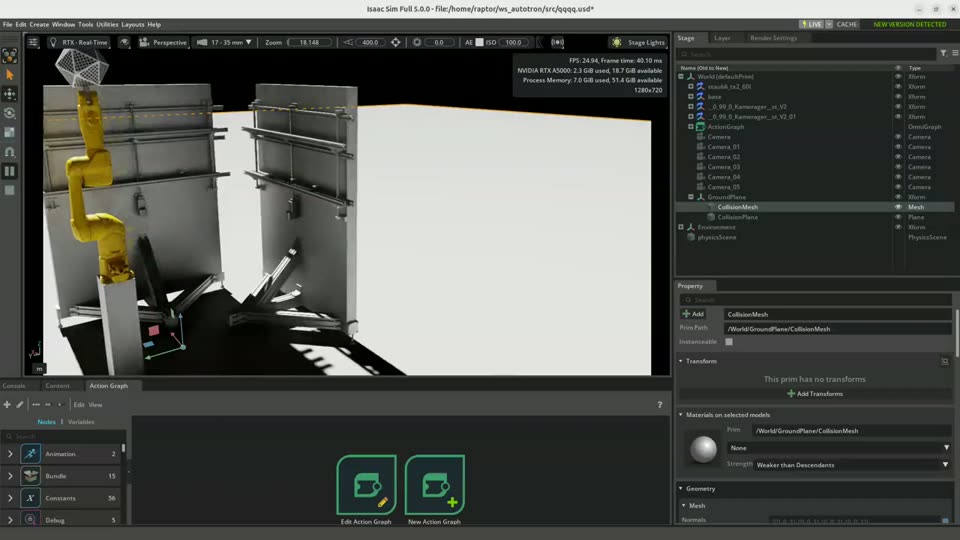 Isaac Sim Full 5.0.0 - file:/home/raptor/ws_autotron/src/qqqq.usd*
File Edit Create Window Tools Utilities Layouts Help
LIVE CACHE NEW VERSION DETECTED
RTX - Real-Time Perspective 17 - 35 mm Zoom 18.148 400.0 0.0 AE ISO 100.0 Stage Lights
FPS: 24.94, Frame time: 40.10 ms
NVIDIA RTX A5000: 2.3 GiB used, 18.7 GiB available
Process Memory: 7.0 GiB used, 51.4 GiB available
1280x720
m
Stage Layer Render Settings
Search
Name (Old to New) Type
World (defaultPrim) Xform
staubli_tx2_60l Xform
base Xform
__0_99_0_Kamerager__st_V2 Xform
__0_99_0_Kamerager__st_V2_01 Xform
ActionGraph OmniGraph
Camera Camera
Camera_01 Camera
Camera_02 Camera
Camera_03 Camera
Camera_04 Camera
Camera_05 Camera
GroundPlane Xform
CollisionMesh Mesh
CollisionPlane Plane
Environment Xform
physicsScene PhysicsScene
Property
Search
Add CollisionMesh
Prim Path /World/GroundPlane/CollisionMesh
Instanceable
Transform
This prim has no transforms
Add Transforms
Materials on selected models
Prim /World/GroundPlane/CollisionMesh
None
Strength Weaker than Descendants
Geometry
Mesh
Normals
Console Content Action Graph
Edit View ?
Nodes Variables
Search
Animation 2
Bundle 15
Constants 56
Debug 5
Edit Action Graph New Action Graph